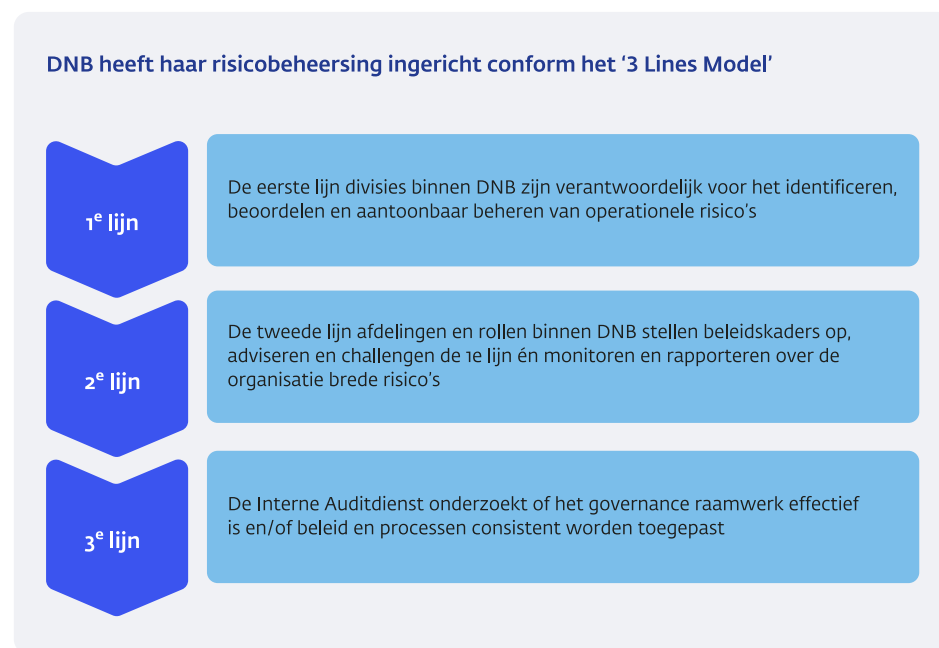 DNB heeft haar risicobeheersing ingericht conform het ‘3 Lines Model’
1e lijn
De eerste lijn divisies binnen DNB zijn verantwoordelijk voor het identificeren,
beoordelen en aantoonbaar beheren van operationele risico’s
2e lijn
De tweede lijn afdelingen en rollen binnen DNB stellen beleidskaders op,
adviseren en challengen de 1e lijn én monitoren en rapporteren over de
organisatie brede risico’s
3e lijn
De Interne Auditdienst onderzoekt of het governance raamwerk effectief
is en/of beleid en processen consistent worden toegepast